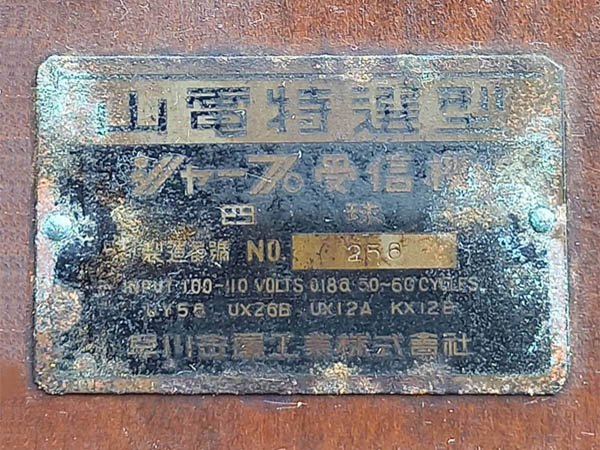 山電特選型
シャープ受信機
四球
製造番號 NO. 256
INPUT 100-110 VOLTS 0.18A 50~60 CYCLES.
UY56 UX26B UX12A KX12B
早川金属工業株式會社